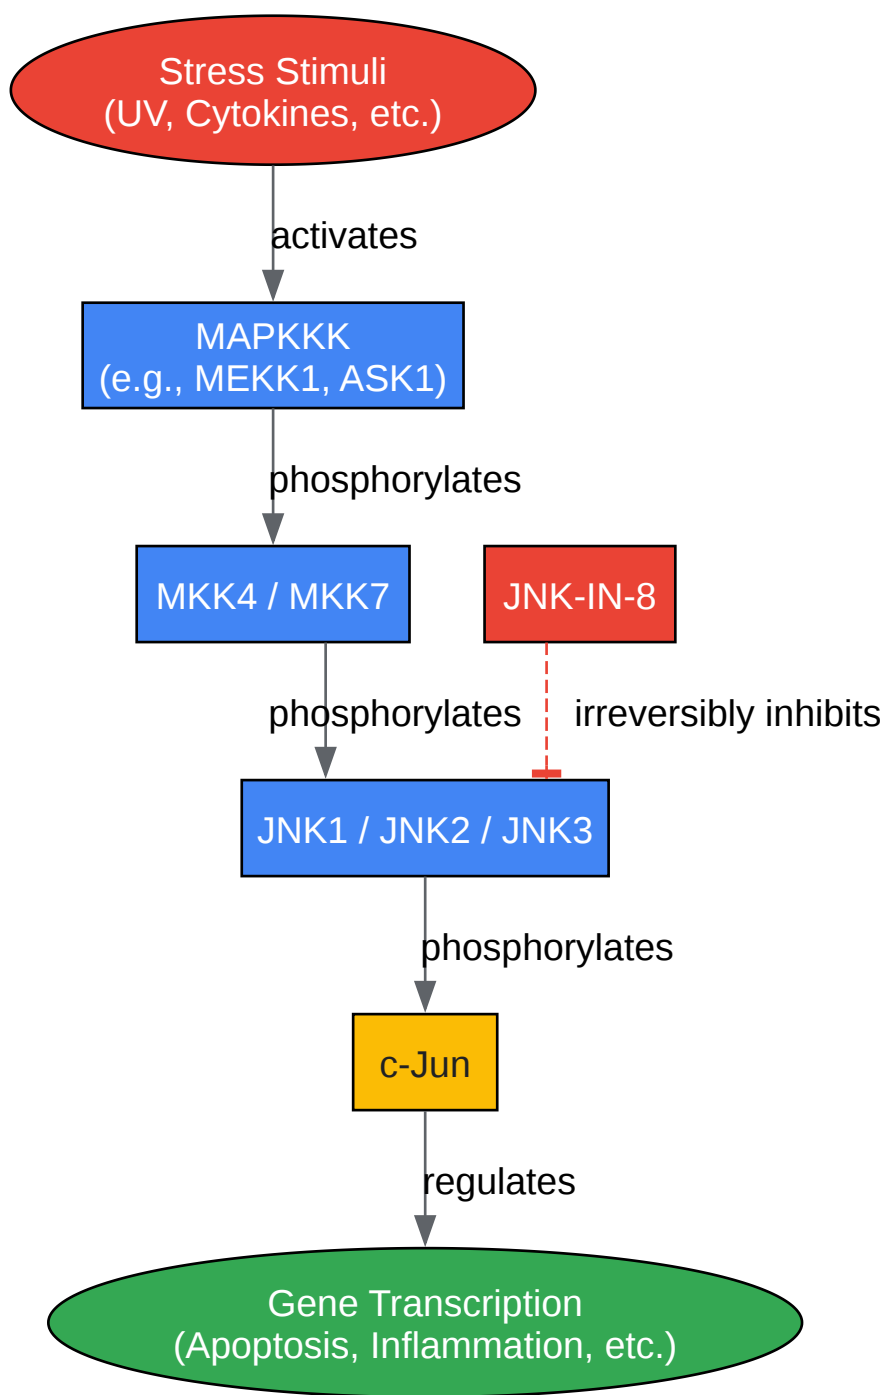 Stress Stimuli
(UV, Cytokines, etc.)
activates
MAPKKK
(e.g., MEKK1, ASK1)
phosphorylates
MKK4 / MKK7
JNK-IN-8
phosphorylates
irreversibly inhibits
JNK1 / JNK2 / JNK3
phosphorylates
c-Jun
regulates
Gene Transcription
(Apoptosis, Inflammation, etc.)